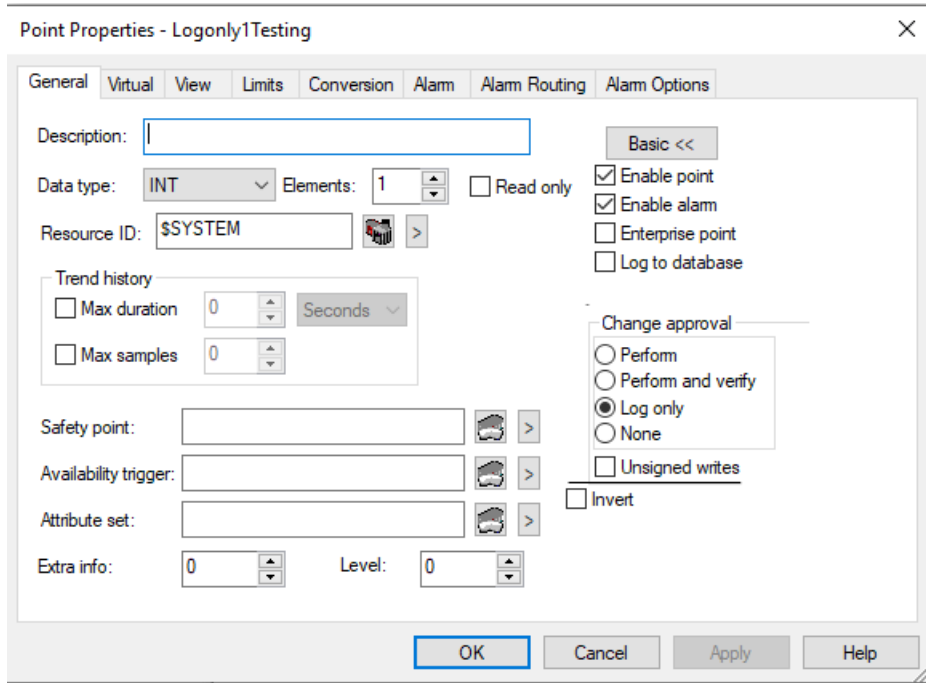 Point Properties - Logonly1Testing
General Virtual View Limits Conversion Alarm Alarm Routing Alarm Options
Description:
Basic <<
Data type: INT Elements: 1 Read only
Enable point
Enable alarm
Resource ID: $SYSTEM >
Enterprise point
Log to database
Trend history
Max duration 0 Seconds
Max samples 0
Change approval
Perform
Perform and verify
Log only
None
Unsigned writes
Invert
Safety point: >
Availability trigger: >
Attribute set: >
Extra info: 0 Level: 0
OK Cancel Apply Help